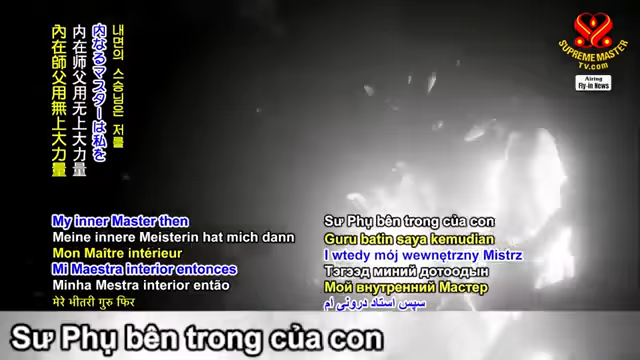 내면의 스승님은 저를
内なるマスターは私を
内在师父用无上大力量
內在師父用無上大力量
SUPREME MASTER
TV.com
Airing
Fly-in News
My inner Master then
Meine innere Meisterin hat mich dann
Mon Maître intérieur
Mi Maestra interior entonces
Minha Mestra interior então
मेरे भीतरी गुरु फिर
Sư Phụ bên trong của con
Guru batin saya kemudian
I wtedy mój wewnętrzny Mistrz
Тэгээд миний дотоодын
Мой внутренний Мастер
سپس استاد درونی ام
Sư Phụ bên trong của con